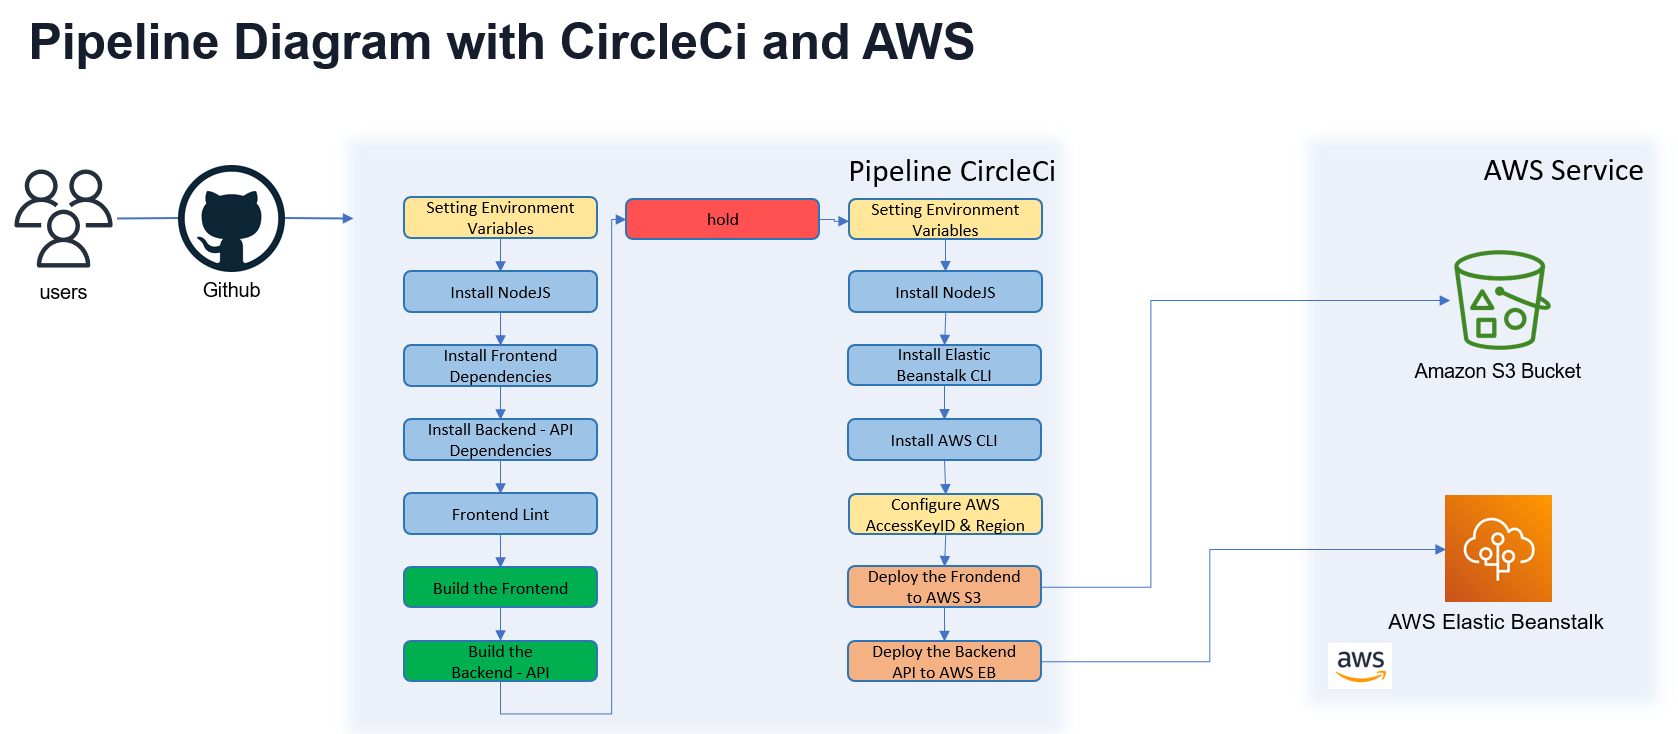 Pipeline Diagram with CircleCi and AWS
users
Github
Pipeline CircleCi
Setting Environment
Variables
Install NodeJS
Install Frontend
Dependencies
Install Backend - API
Dependencies
Frontend Lint
Build the Frontend
Build the
Backend - API
hold
Setting Environment
Variables
Install NodeJS
Install Elastic
Beanstalk CLI
Install AWS CLI
Configure AWS
AccessKeyID & Region
Deploy the Frondend
to AWS S3
Deploy the Backend
API to AWS EB
AWS Service
Amazon S3 Bucket
AWS Elastic Beanstalk
aws